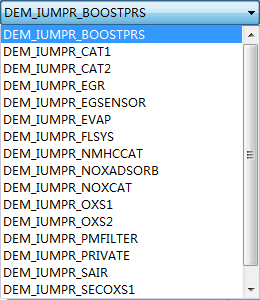 DEM_IUMPR_BOOSTPRS
DEM_IUMPR_BOOSTPRS
DEM_IUMPR_CAT1
DEM_IUMPR_CAT2
DEM_IUMPR_EGR
DEM_IUMPR_EGSENSOR
DEM_IUMPR_EVAP
DEM_IUMPR_FLSYS
DEM_IUMPR_NMHCCAT
DEM_IUMPR_NOXADSORB
DEM_IUMPR_NOXCAT
DEM_IUMPR_OXS1
DEM_IUMPR_OXS2
DEM_IUMPR_PMFILTER
DEM_IUMPR_PRIVATE
DEM_IUMPR_SAIR
DEM_IUMPR_SECOXS1